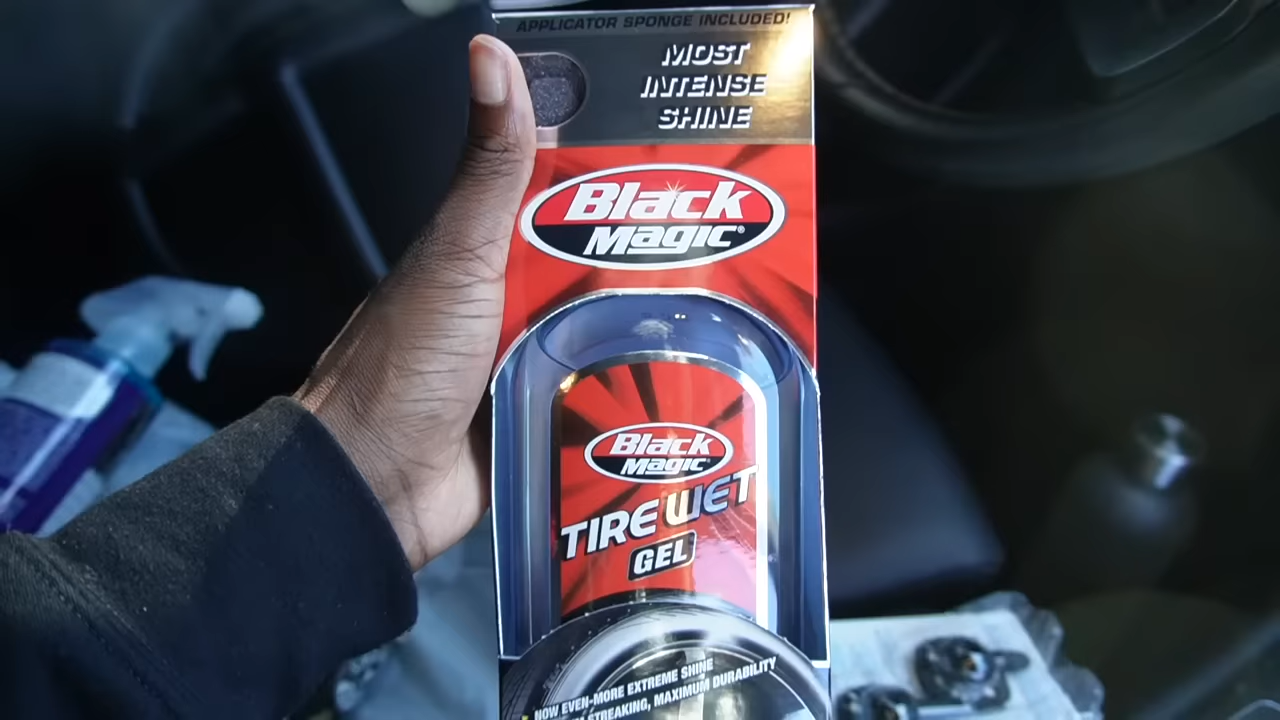 APPLICATOR SPONGE INCLUDED!
MOST
INTENSE
SHINE
Black
Magic®
Black
Magic
TIRE WET
GEL
NOW EVEN-MORE EXTREME SHINE
STREAKING, MAXIMUM DURABILITY